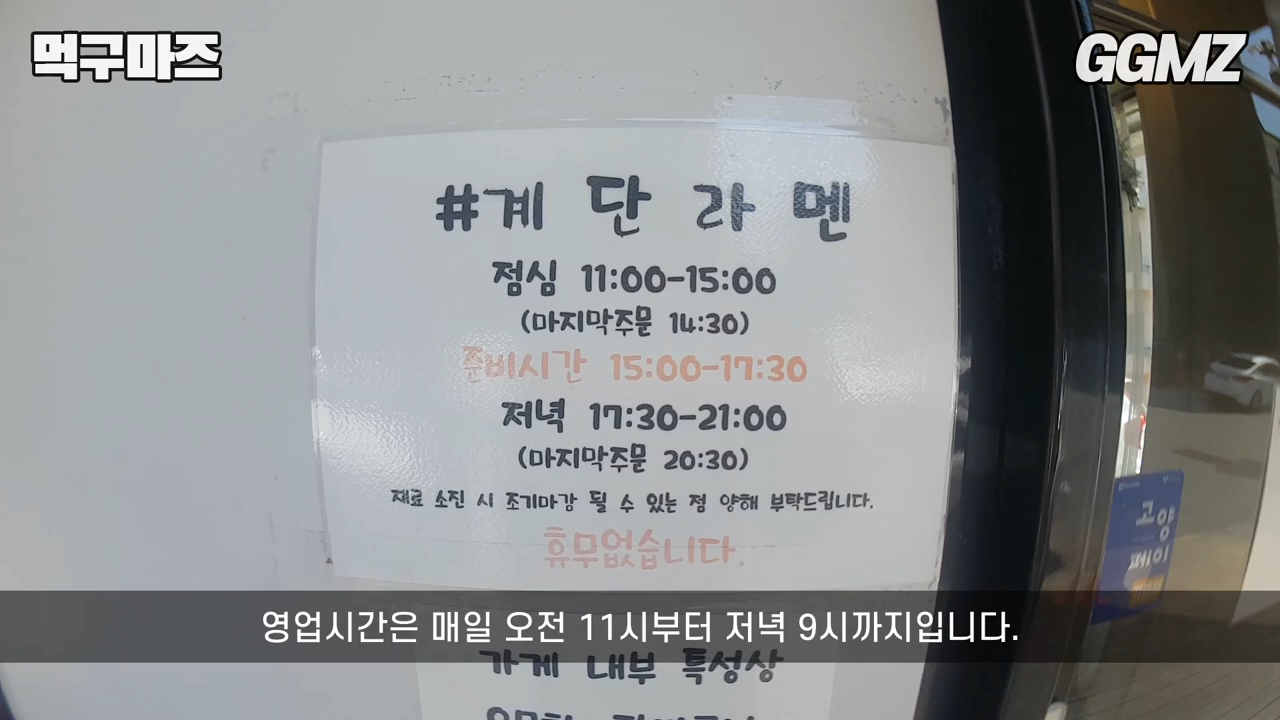 먹구마즈
GGMZ
#계 단 라 멘
점심 11:00-15:00
(마지막주문 14:30)
준비시간 15:00-17:30
저녁 17:30-21:00
(마지막주문 20:30)
재료 소진 시 조기마감 될 수 있는 점 양해 부탁드립니다.
휴무없습니다.
고양
페이
영업시간은 매일 오전 11시부터 저녁 9시까지입니다.
가게 내부 특성상